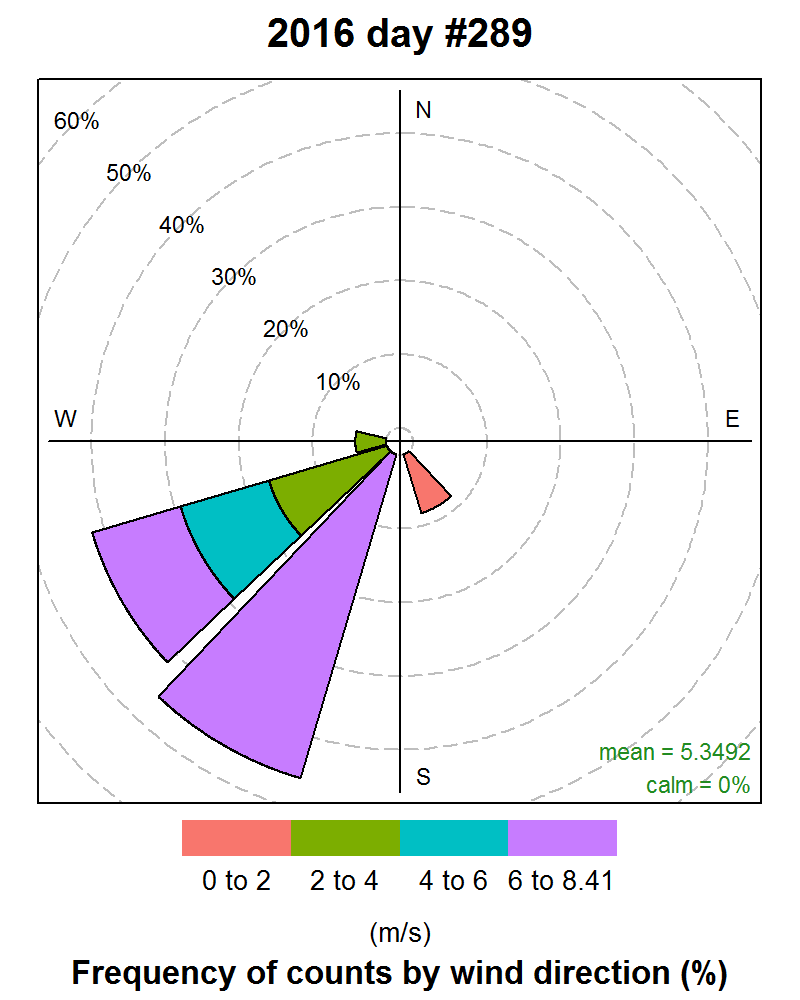 2016 day #289
N
60%
50%
40%
30%
20%
10%
W
E
S
mean = 5.3492
calm = 0%
0 to 2 2 to 4 4 to 6 6 to 8.41
(m/s)
Frequency of counts by wind direction (%)